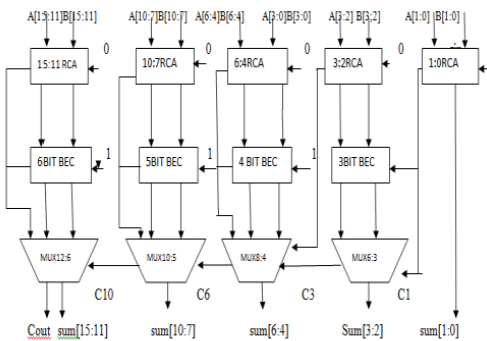 A[15:11]B[15:11] A[10:7]B[10:7] A[6:4]B[6:4] A[3:0]B[3:0] A[3:2] B[3;2] A[1:0] B[1:0]
0 0 0 0
15:11 RCA 10:7RCA 6:4RCA 3:2RCA 1:0RCA
1 1 1
6BIT BEC 5BIT BEC 4 BIT BEC 3BIT BEC
MUX12:6 MUX10:5 MUX8:4 MUX6:3
C10 C6 C3 C1
Cout sum[15:11] sum[10:7] sum[6:4] Sum[3:2] sum[1:0]